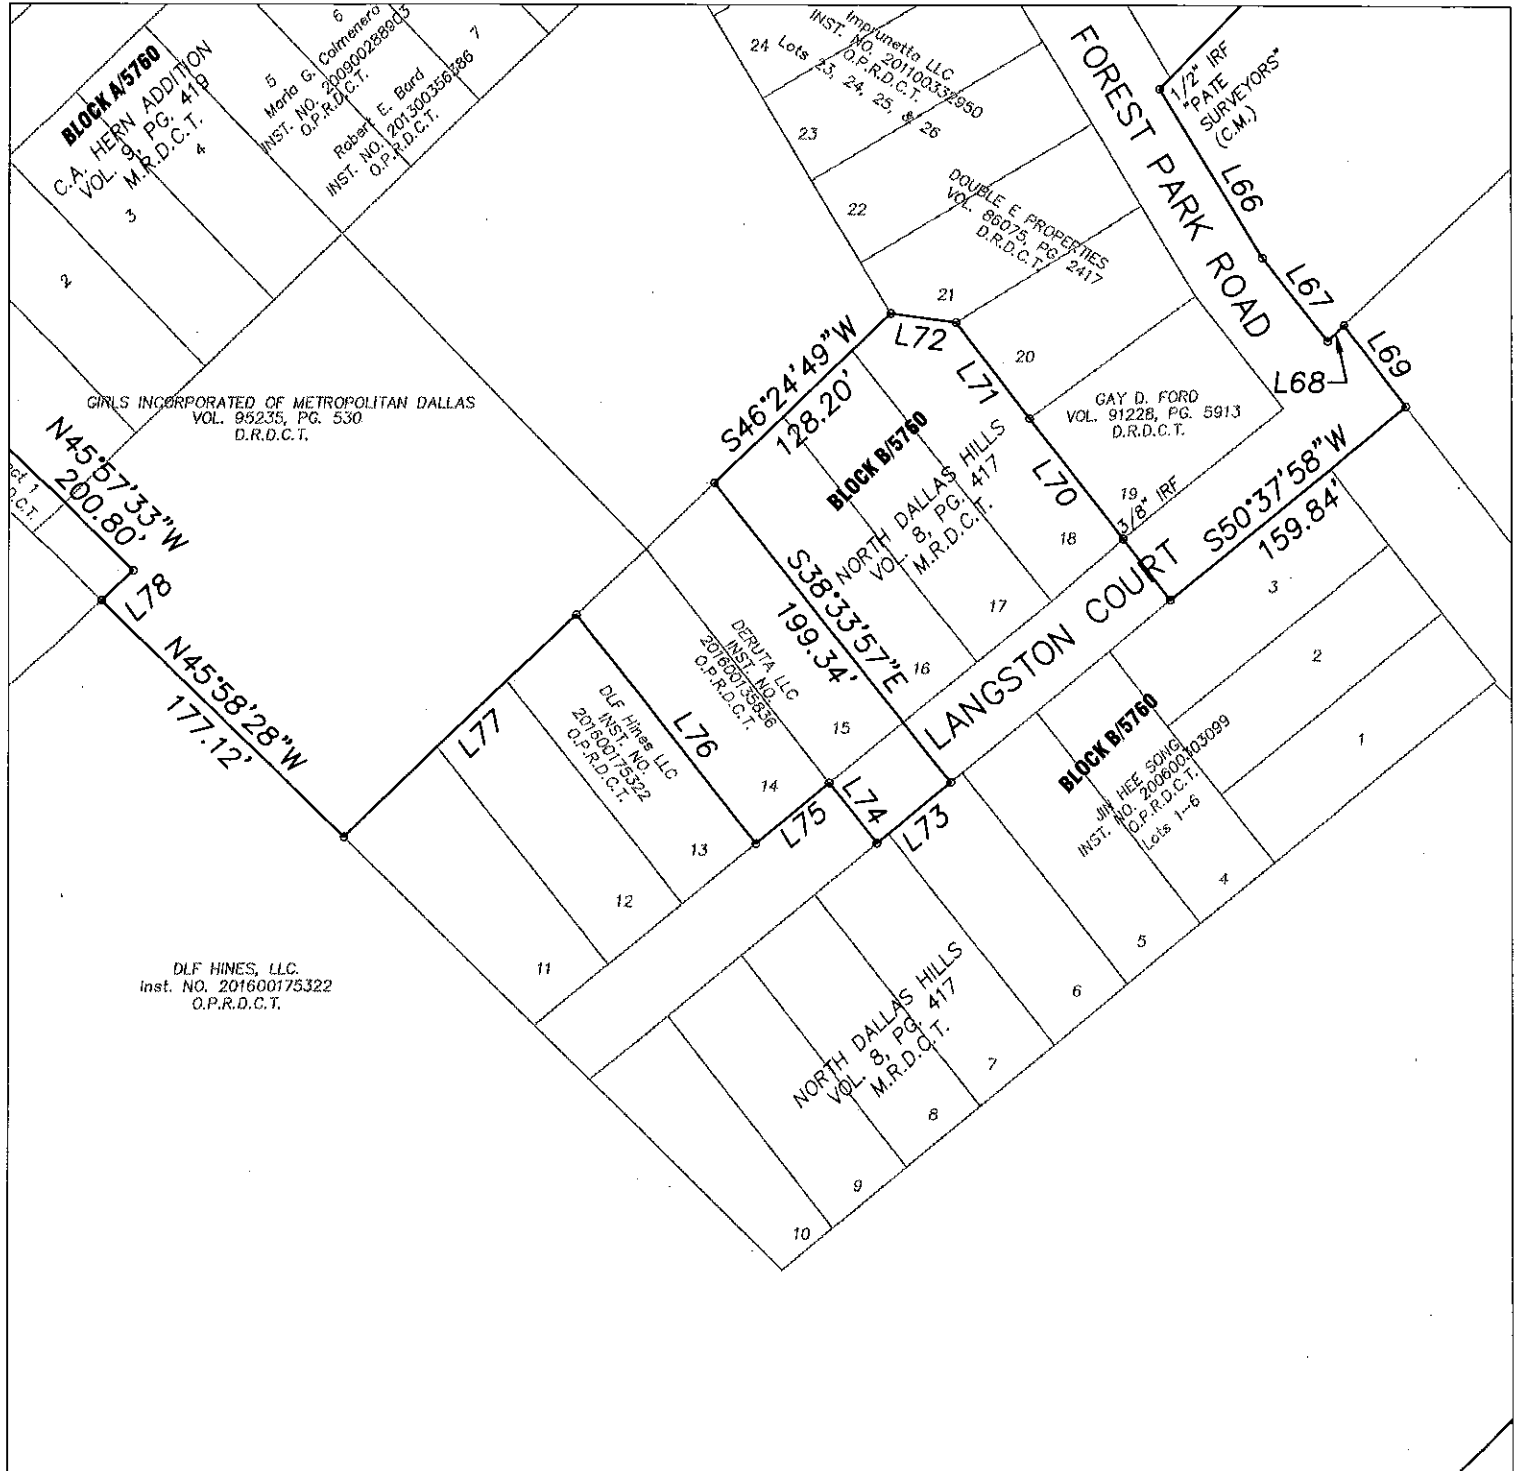 BLOCK A/5760
C.A. HERN ADDITION
VOL. 9, PG. 419
M.R.D.C.T.
2
3
4
5
6
7
Maria G. Colmenero
INST. NO. 200900288903
O.P.R.D.C.T.
Robert E. Bard
INST. NO. 201300356386
O.P.R.D.C.T.
24
Imprunetta LLC
INST. NO. 201100332950
O.P.R.D.C.T.
Lots 23, 24, 25, & 26
23
22
21
20
DOUBLE E PROPERTIES
VOL. 86075, PG. 2417
D.R.D.C.T.
FOREST PARK ROAD
1/2" IRF
"PATE
SURVEYORS"
(C.M.)
L66
L67
L68
L69
GAY D. FORD
VOL. 91228, PG. 5913
D.R.D.C.T.
19
3/8" IRF
S50°37'58"W
159.84'
L72
L71
L70
S46°24'49"W
128.20'
BLOCK B/5760
NORTH DALLAS HILLS
VOL. 8, PG. 417
M.R.D.C.T.
18
17
16
S38°33'57"E
199.34'
GIRLS INCORPORATED OF METROPOLITAN DALLAS
VOL. 95235, PG. 530
D.R.D.C.T.
N45°57'33"W
200.80'
L78
N45°58'28"W
177.12'
L77
DLF Hines LLC
INST. NO.
201600175322
O.P.R.D.C.T.
L76
DERUTA LLC
INST. NO.
201600135836
O.P.R.D.C.T.
15
14
13
12
11
L75
L74
L73
LANGSTON COURT
BLOCK B/5760
JIN HEE SONG
INST. NO. 200600303099
O.P.R.D.C.T.
Lots 1-6
3
2
1
4
5
6
7
8
9
10
NORTH DALLAS HILLS
VOL. 8, PG. 417
M.R.D.C.T.
DLF HINES, LLC.
Inst. NO. 201600175322
O.P.R.D.C.T.